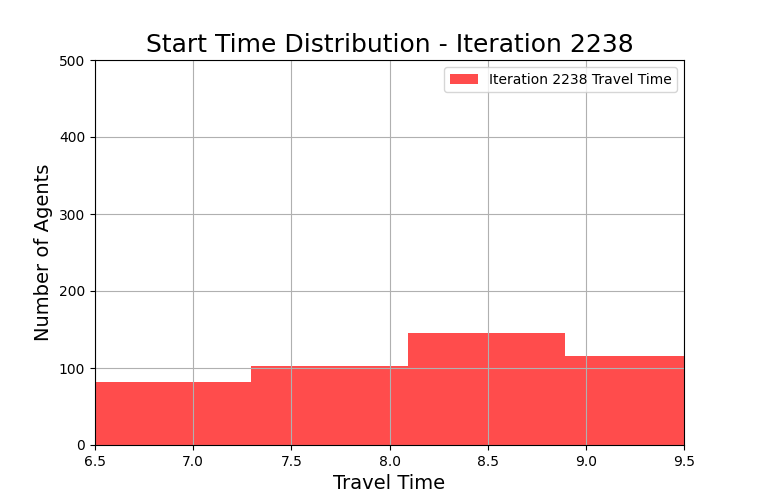 Start Time Distribution - Iteration 2238
Iteration 2238 Travel Time
Number of Agents
500
400
300
200
100
0
6.5 7.0 7.5 8.0 8.5 9.0 9.5
Travel Time